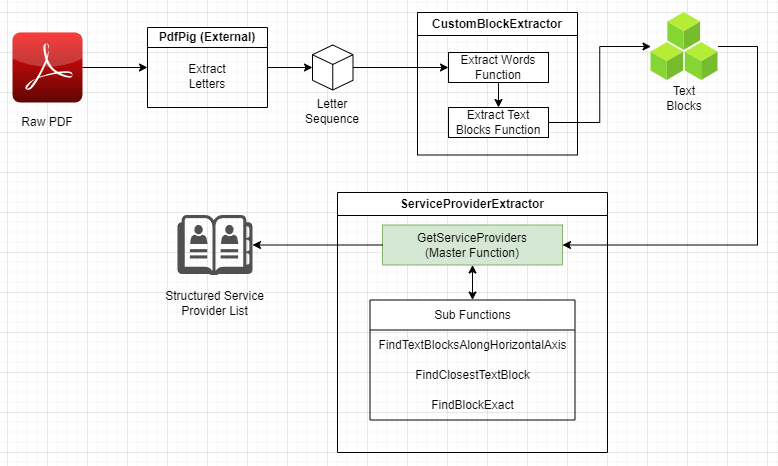 PdfPig (External)
Extract
Letters
Raw PDF
Letter
Sequence
CustomBlockExtractor
Extract Words
Function
Extract Text
Blocks Function
Text
Blocks
ServiceProviderExtractor
GetServiceProviders
(Master Function)
Structured Service
Provider List
Sub Functions
FindTextBlocksAlongHorizontalAxis
FindClosestTextBlock
FindBlockExact